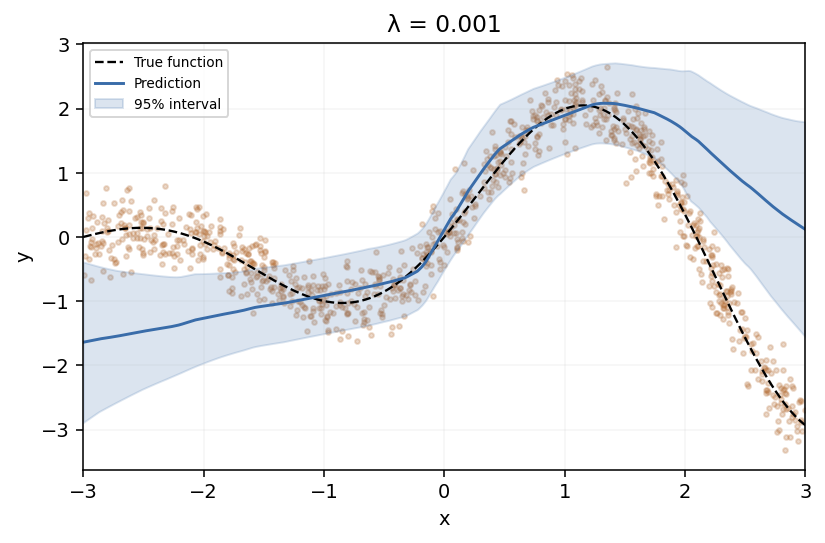 λ = 0.001
3
2
1
0
−1
−2
−3
y
True function
Prediction
95% interval
−3
−2
−1
0
1
2
3
x